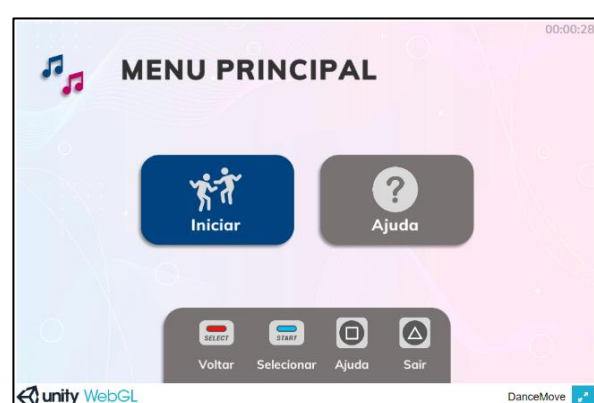 00:00:28
MENU PRINCIPAL
Iniciar
?
Ajuda
SELECT
START
Voltar
Selecionar
Ajuda
Sair
unity WebGL
DanceMove